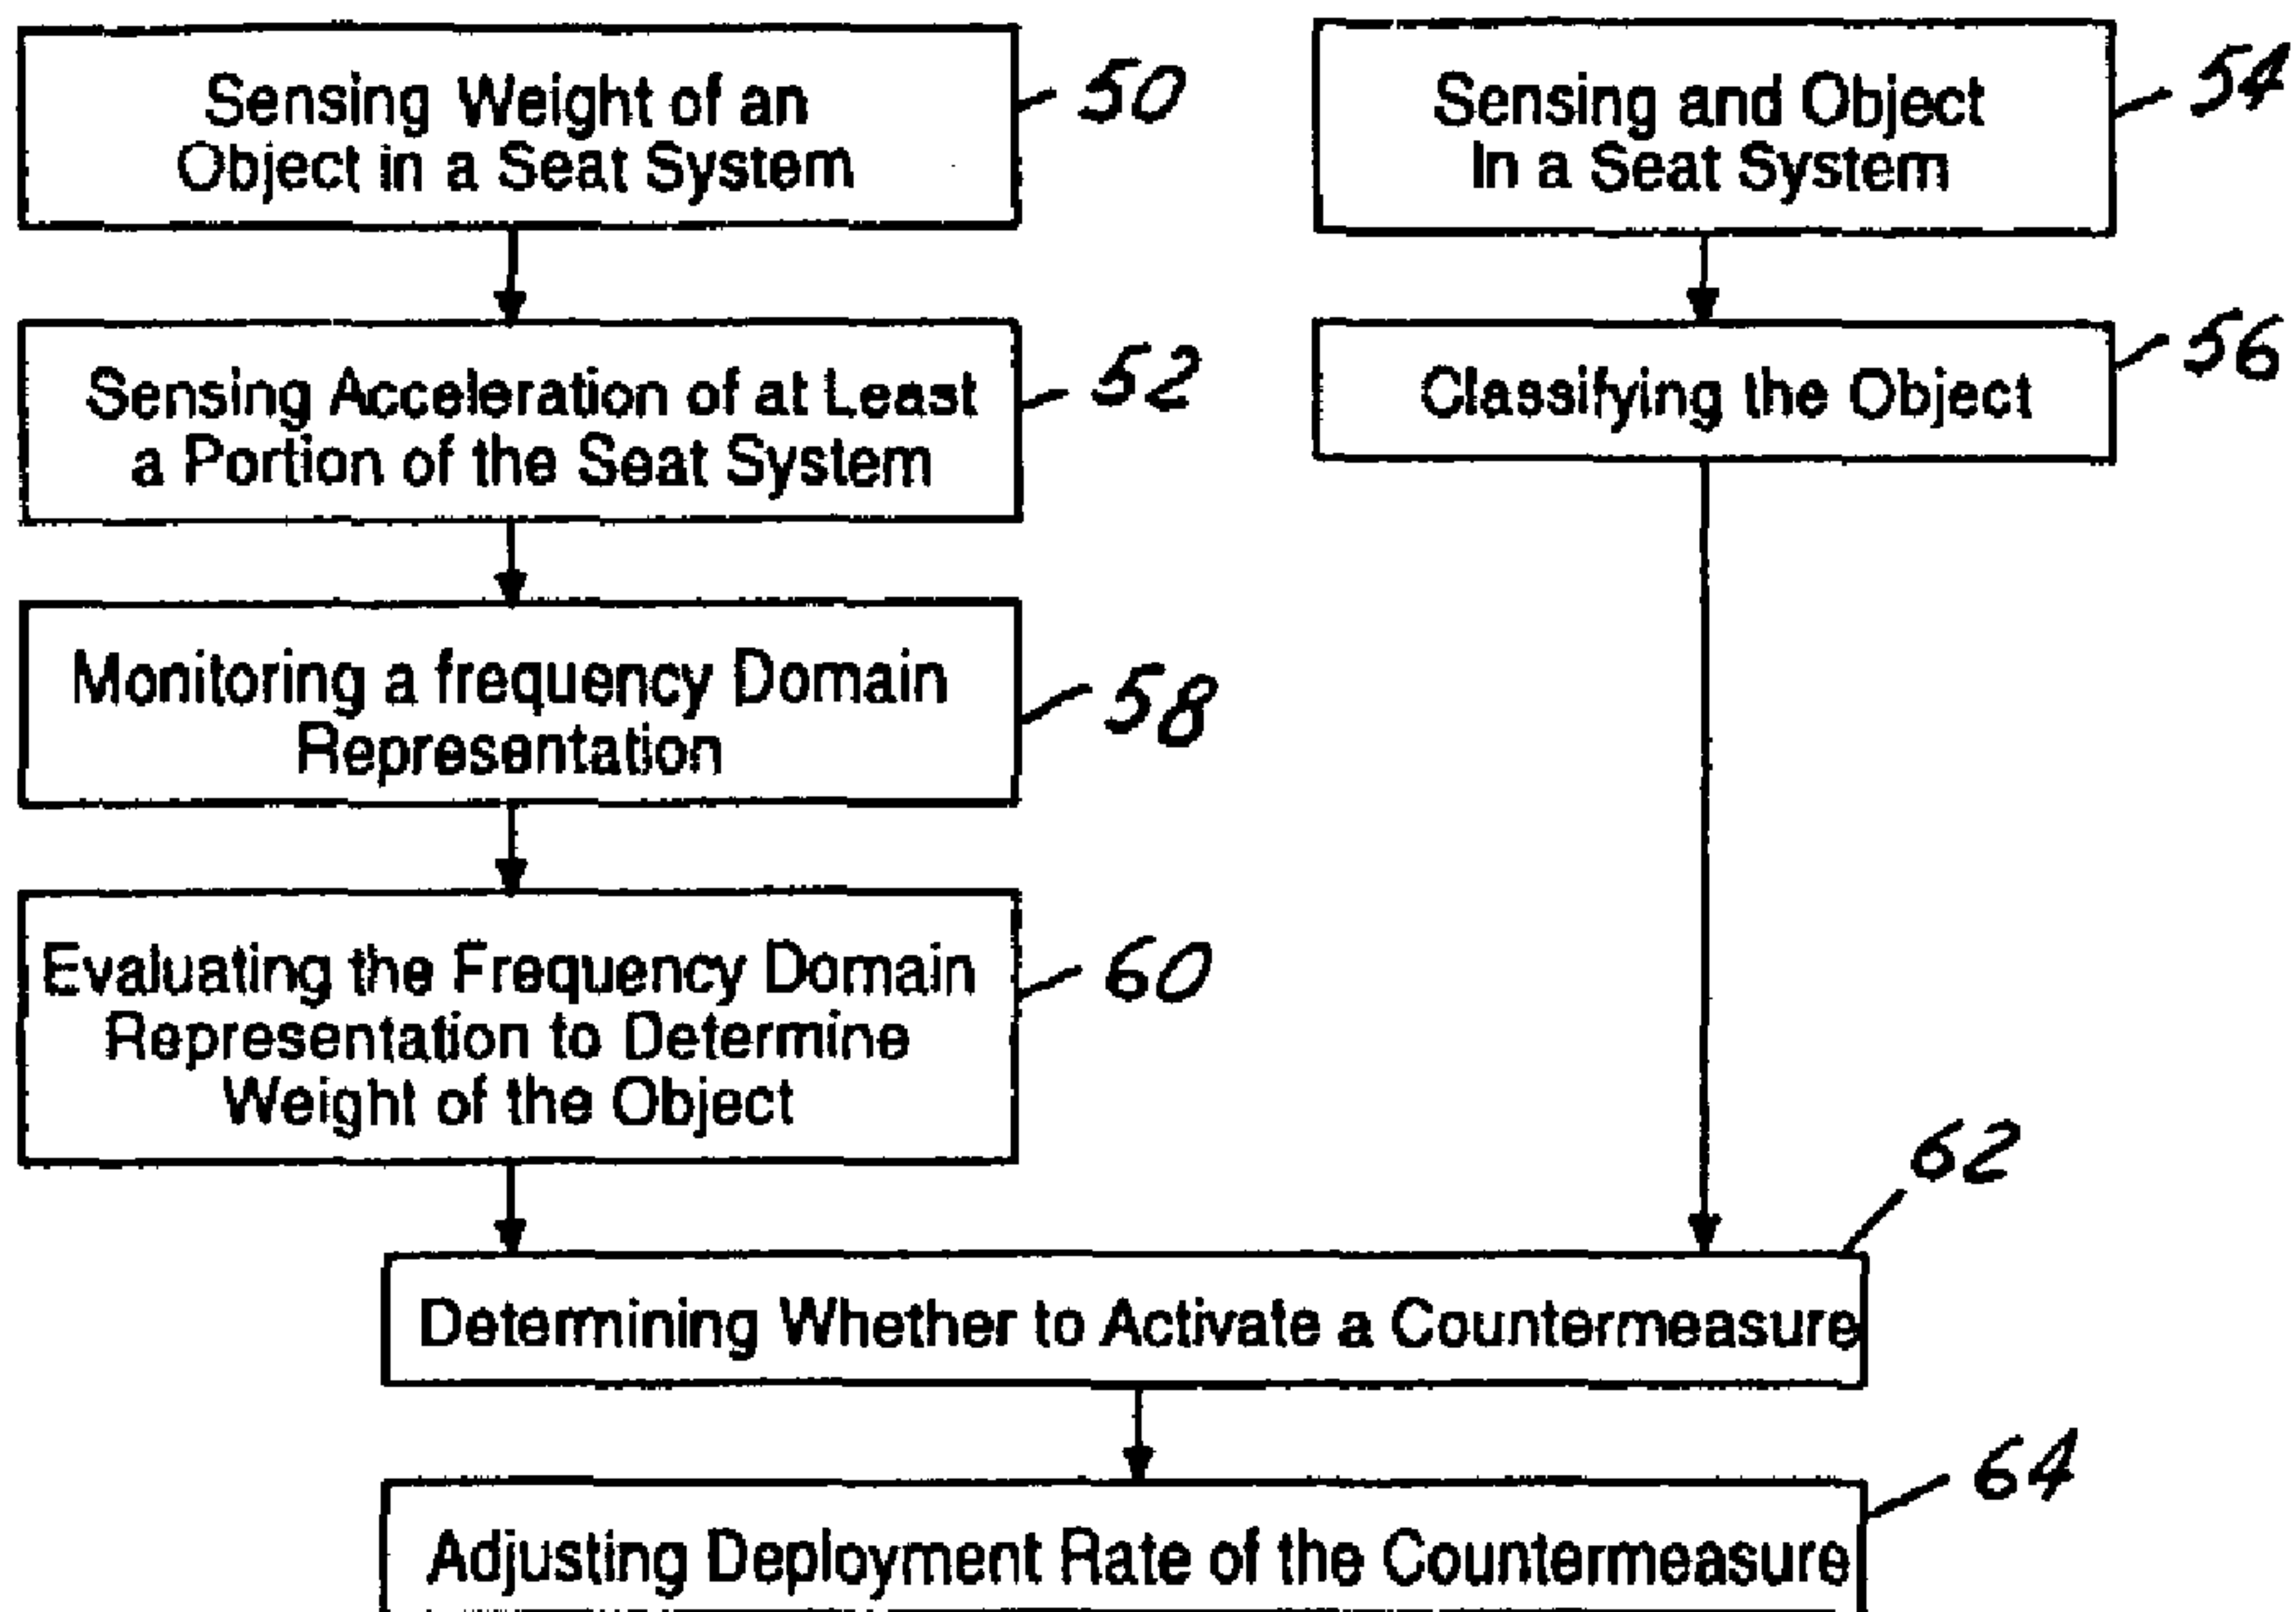 Sensing Weight of an
Object in a Seat System
50
Sensing and Object
In a Seat System
54
Sensing Acceleration of at Least
a Portion of the Seat System
52
Classifying the Object
56
Monitoring a frequency Domain
Representation
58
Evaluating the Frequency Domain
Representation to Determine
Weight of the Object
60
62
Determining Whether to Activate a Countermeasure
64
Adjusting Deployment Rate of the Countermeasure